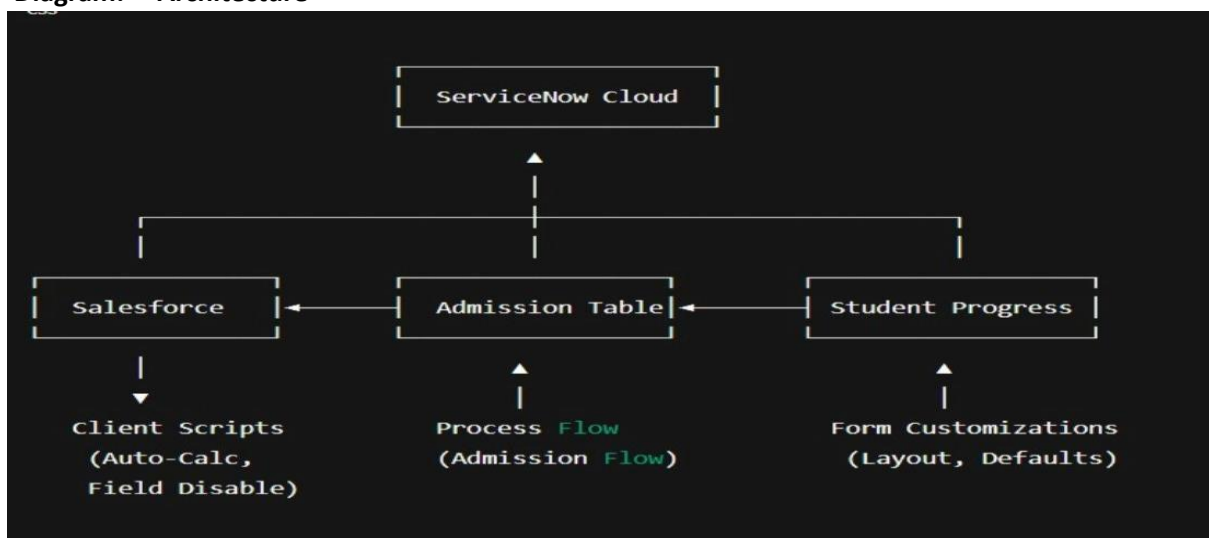 Diagram – Architecture
css
ServiceNow Cloud
Salesforce
Admission Table
Student Progress
Client Scripts
(Auto-Calc,
Field Disable)
Process Flow
(Admission Flow)
Form Customizations
(Layout, Defaults)